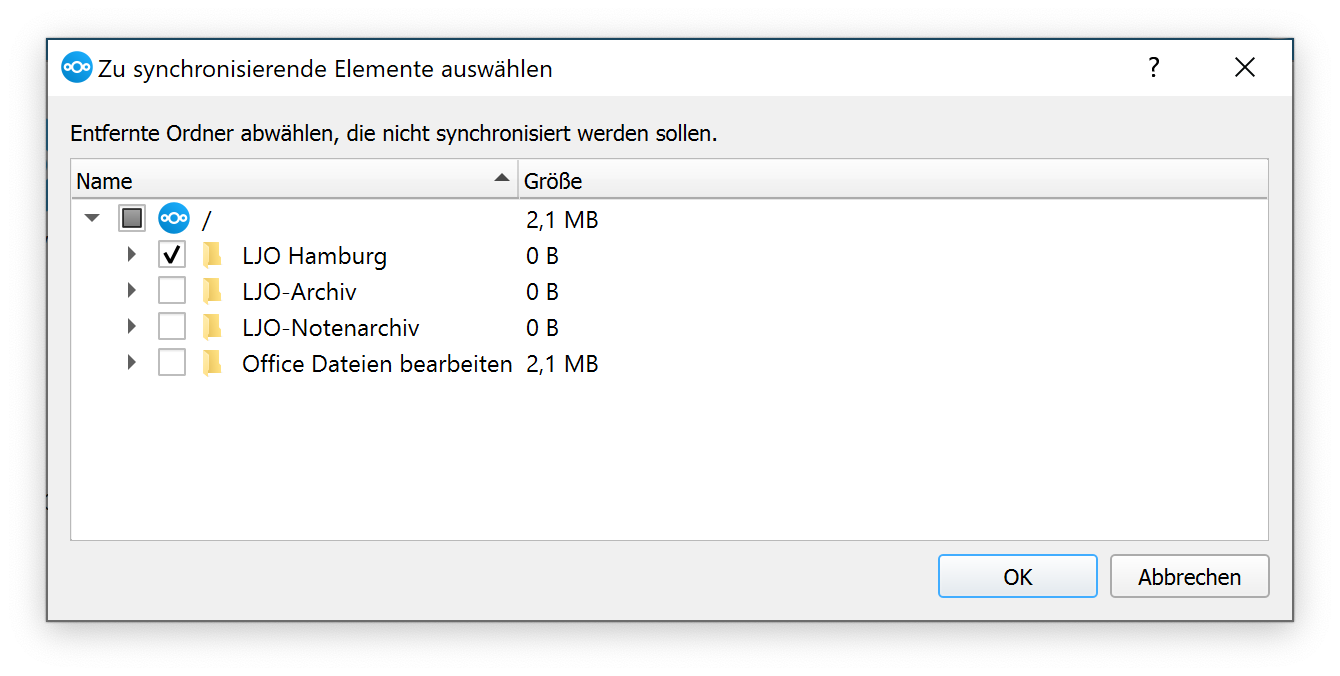 Zu synchronisierende Elemente auswählen ?
Entfernte Ordner abwählen, die nicht synchronisiert werden sollen.
Name Größe
/ 2,1 MB
LJO Hamburg 0 B
LJO-Archiv 0 B
LJO-Notenarchiv 0 B
Office Dateien bearbeiten 2,1 MB
OK Abbrechen